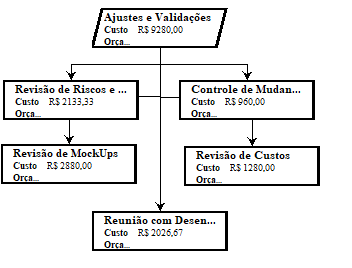 Ajustes e Validações
Custo R$ 9280,00
Orça...
Revisão de Riscos e ...
Custo R$ 2133,33
Orça...
Controle de Mudan...
Custo R$ 960,00
Orça...
Revisão de MockUps
Custo R$ 2880,00
Orça...
Revisão de Custos
Custo R$ 1280,00
Orça...
Reunião com Desen...
Custo R$ 2026,67
Orça...